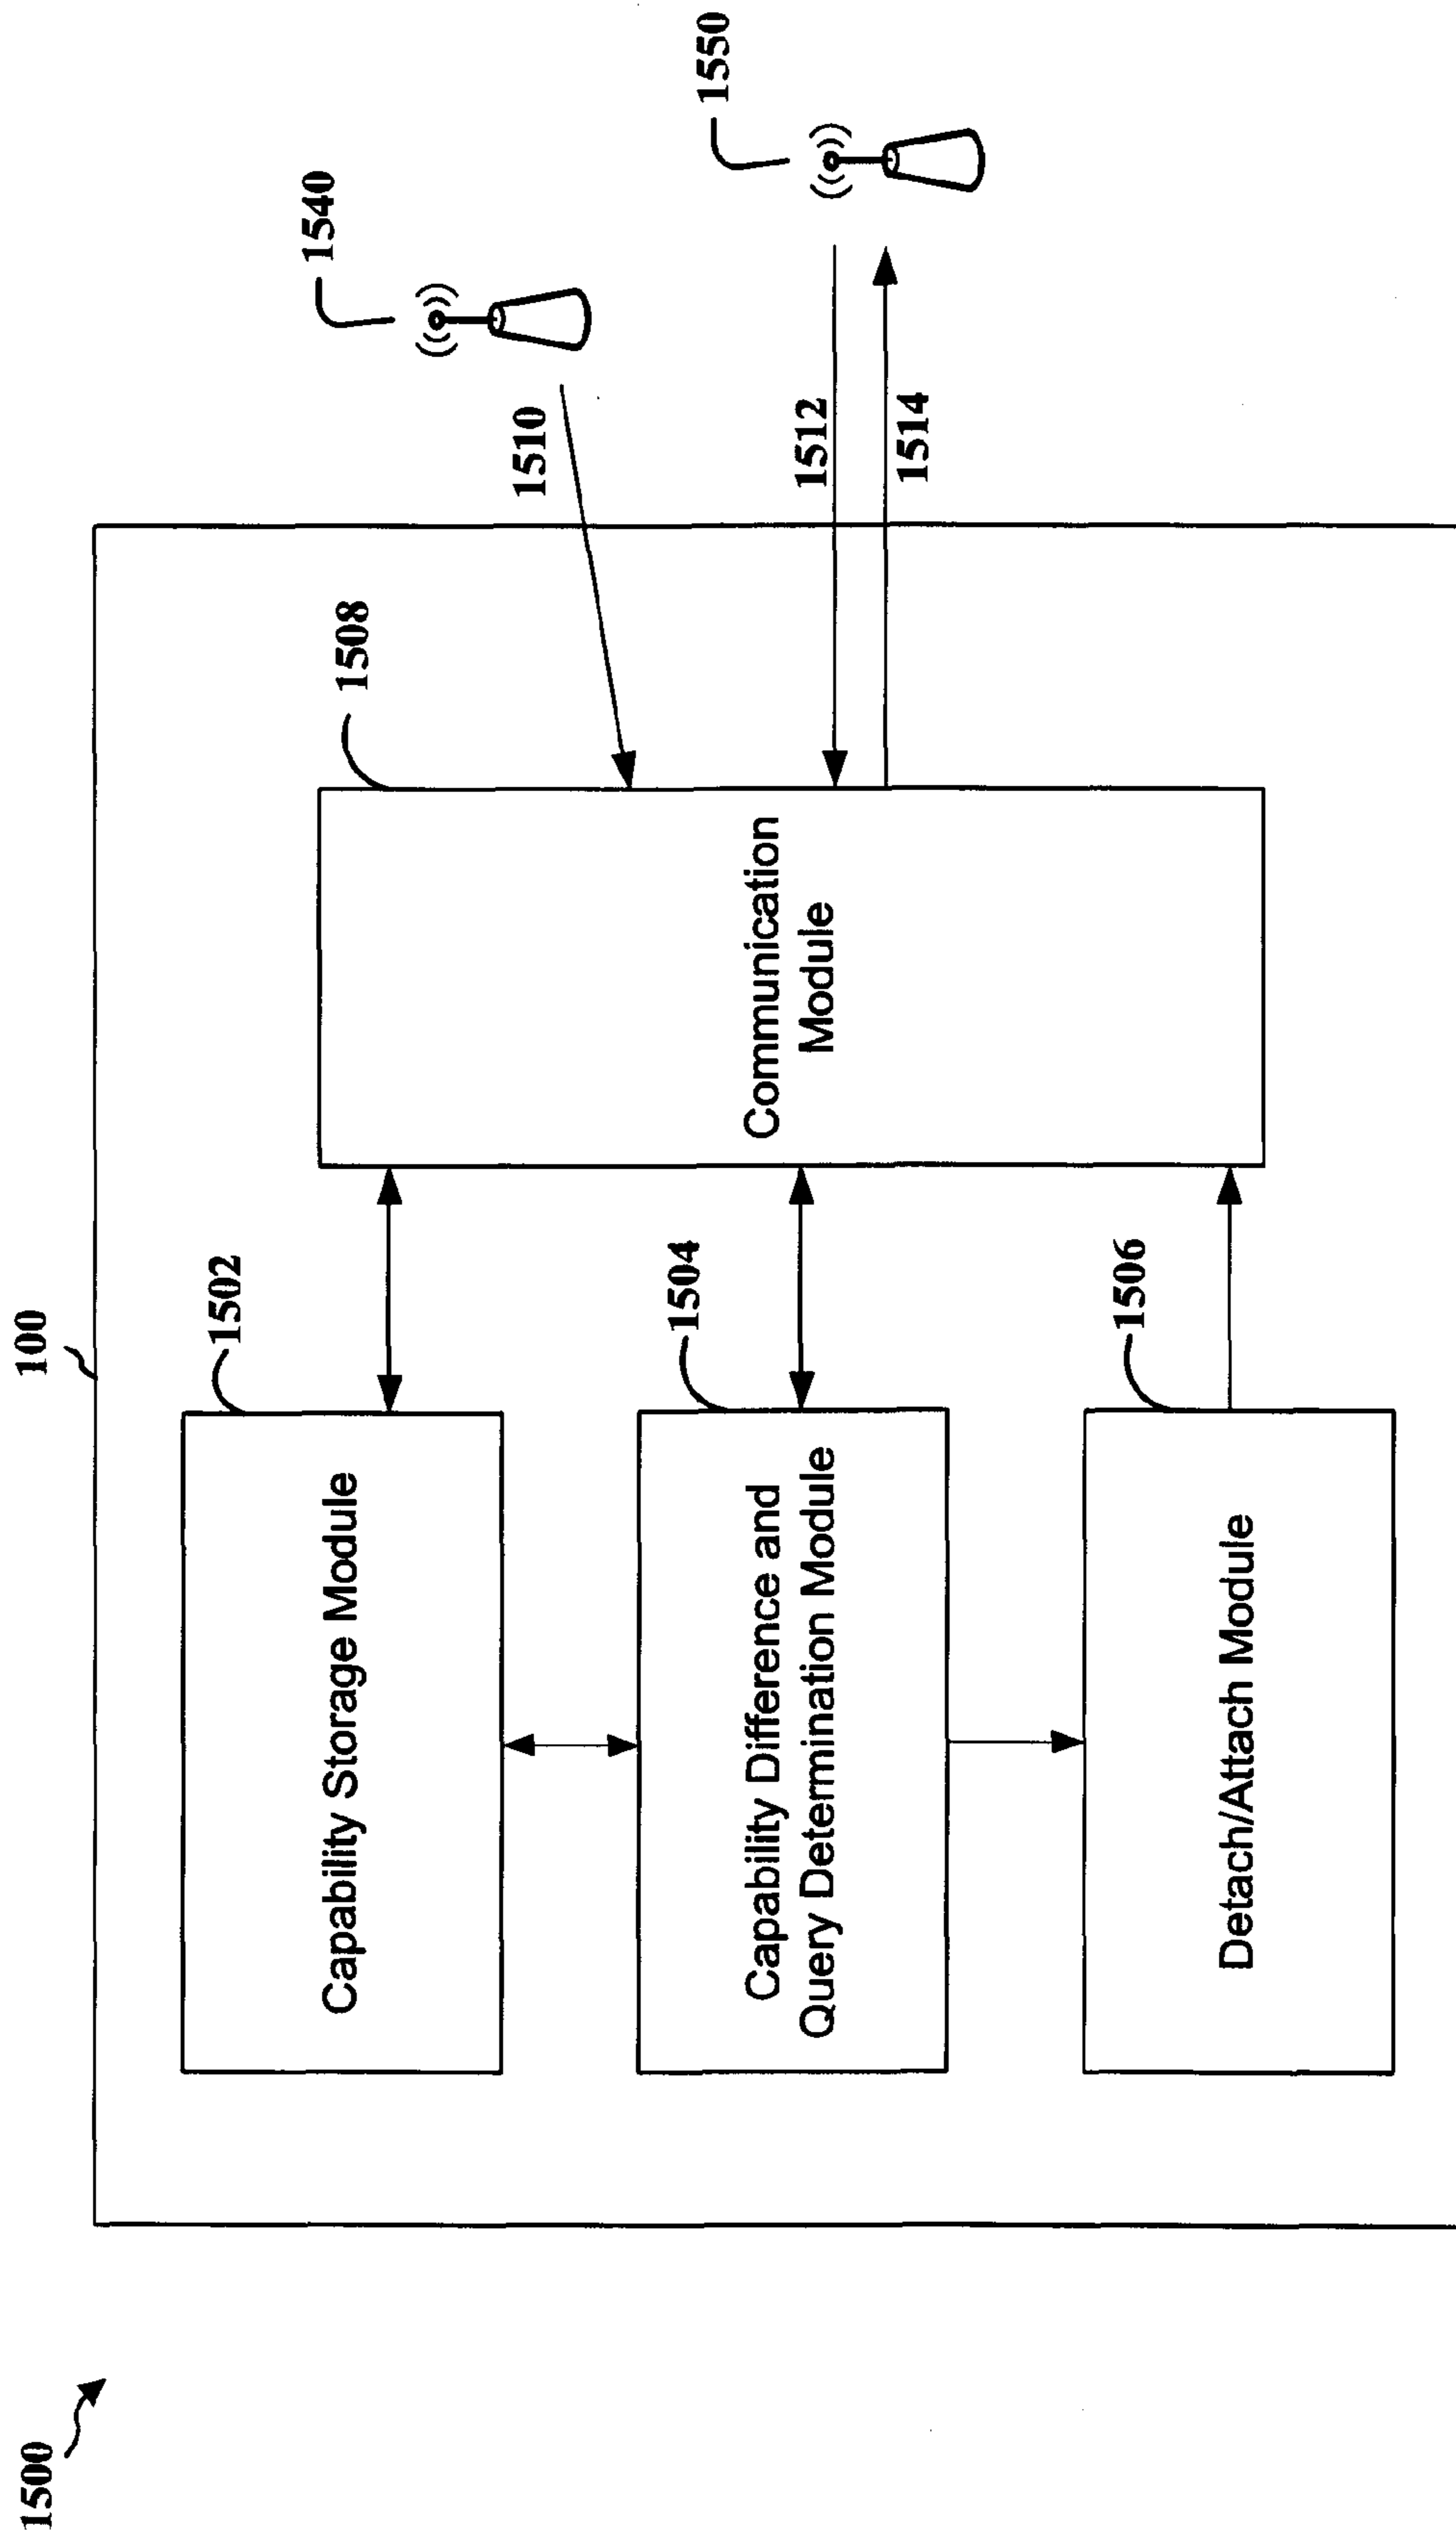 1500
100
1502
Capability Storage Module
1504
Capability Difference and
Query Determination Module
1506
Detach/Attach Module
1508
Communication
Module
1510
1512
1514
1540
1550